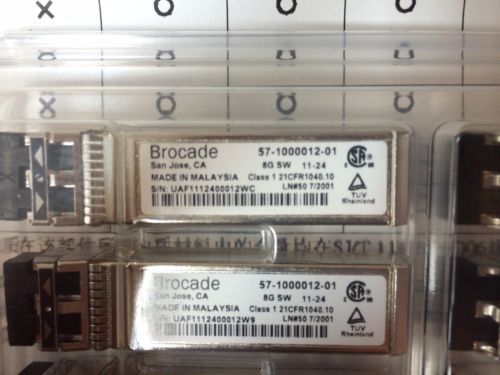 Brocade 57-1000012-01
San Jose, CA 8G SW 11-24
MADE IN MALAYSIA Class 1 21CFR1040.10
S/N: UAF1112400012WC LN#50 7/2001
TUV
Rheinland
Brocade 57-1000012-01
San Jose, CA 8G SW 11-24
MADE IN MALAYSIA Class 1 21CFR1040.10
S/N: UAF1112400012W9 LN#50 7/2001
TUV
Rheinland